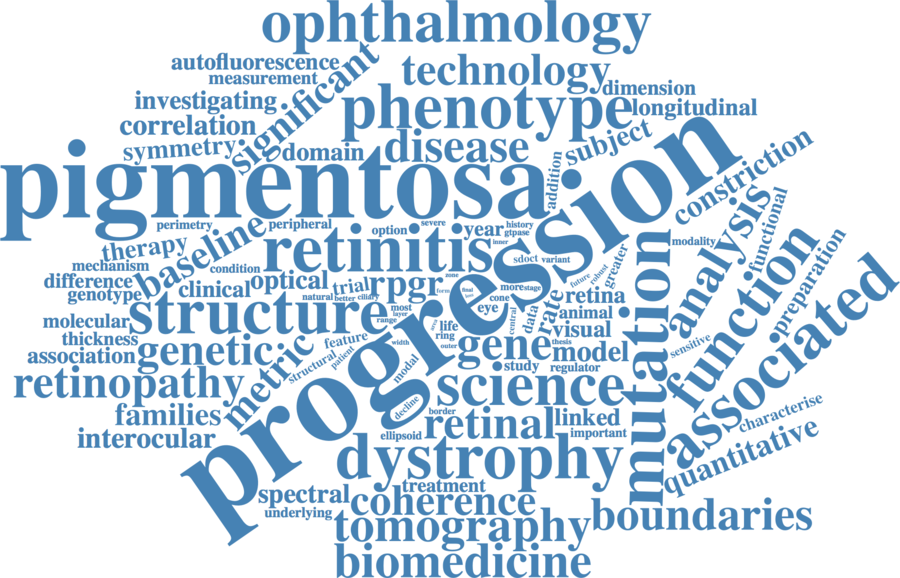 ophthalmology
autofluorescence
measurement
significant
technology
dimension
investigating
phenotype
longitudinal
correlation
symmetry
domain
disease
subject
addition
constriction
pigmentosa
progression
perimetry
peripheral
option
severe
year
history
gtpase
inner
baseline
therapy
retinitis
mechanism
condition
sdoct
variant
modality
analysis
functional
difference
genotype
clinical
optical
trial
rpgr
zone
form
final
more
stage
future
robust
greater
natural
better
ciliary
most
layer
range
eye
cone
central
data
rate
retina
animal
visual
mutation
function
preparation
molecular
thickness
association
structure
genetic
feature
width
life
ring
outer
gene
thesis
model
sensitive
retinopathy
metric
structural
patient
modal
study
regulator
associated
families
interocular
decline
border
science
ellipsoid
retinal
linked
important
characterise
quantitative
dystrophy
treatment
spectral
underlying
coherence
tomography
boundaries
biomedicine